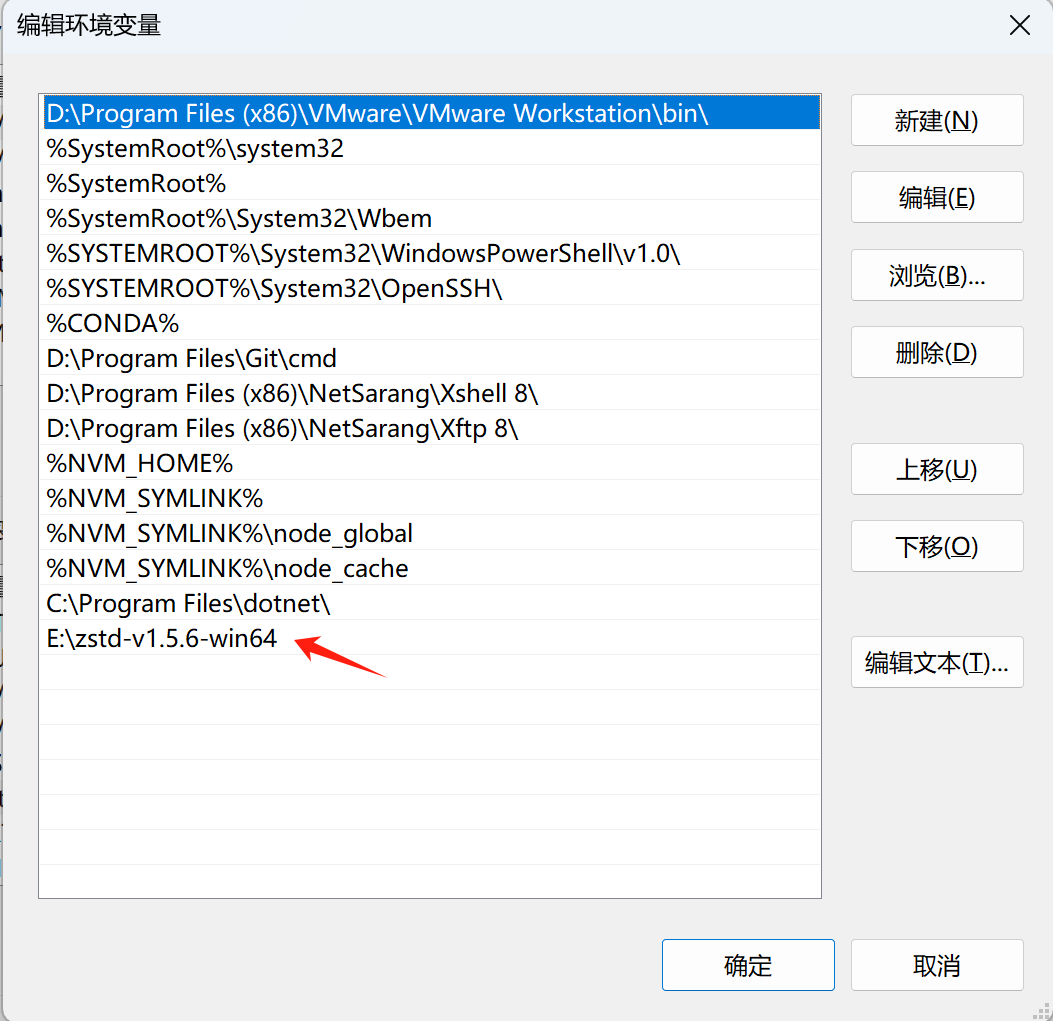 编辑环境变量
D:\Program Files (x86)\VMware\VMware Workstation\bin\
%SystemRoot%\system32
%SystemRoot%
%SystemRoot%\System32\Wbem
%SYSTEMROOT%\System32\WindowsPowerShell\v1.0\
%SYSTEMROOT%\System32\OpenSSH\
%CONDA%
D:\Program Files\Git\cmd
D:\Program Files (x86)\NetSarang\Xshell 8\
D:\Program Files (x86)\NetSarang\Xftp 8\
%NVM_HOME%
%NVM_SYMLINK%
%NVM_SYMLINK%\node_global
%NVM_SYMLINK%\node_cache
C:\Program Files\dotnet\
E:\zstd-v1.5.6-win64
新建(N)
编辑(E)
浏览(B)...
删除(D)
上移(U)
下移(O)
编辑文本(T)...
确定
取消